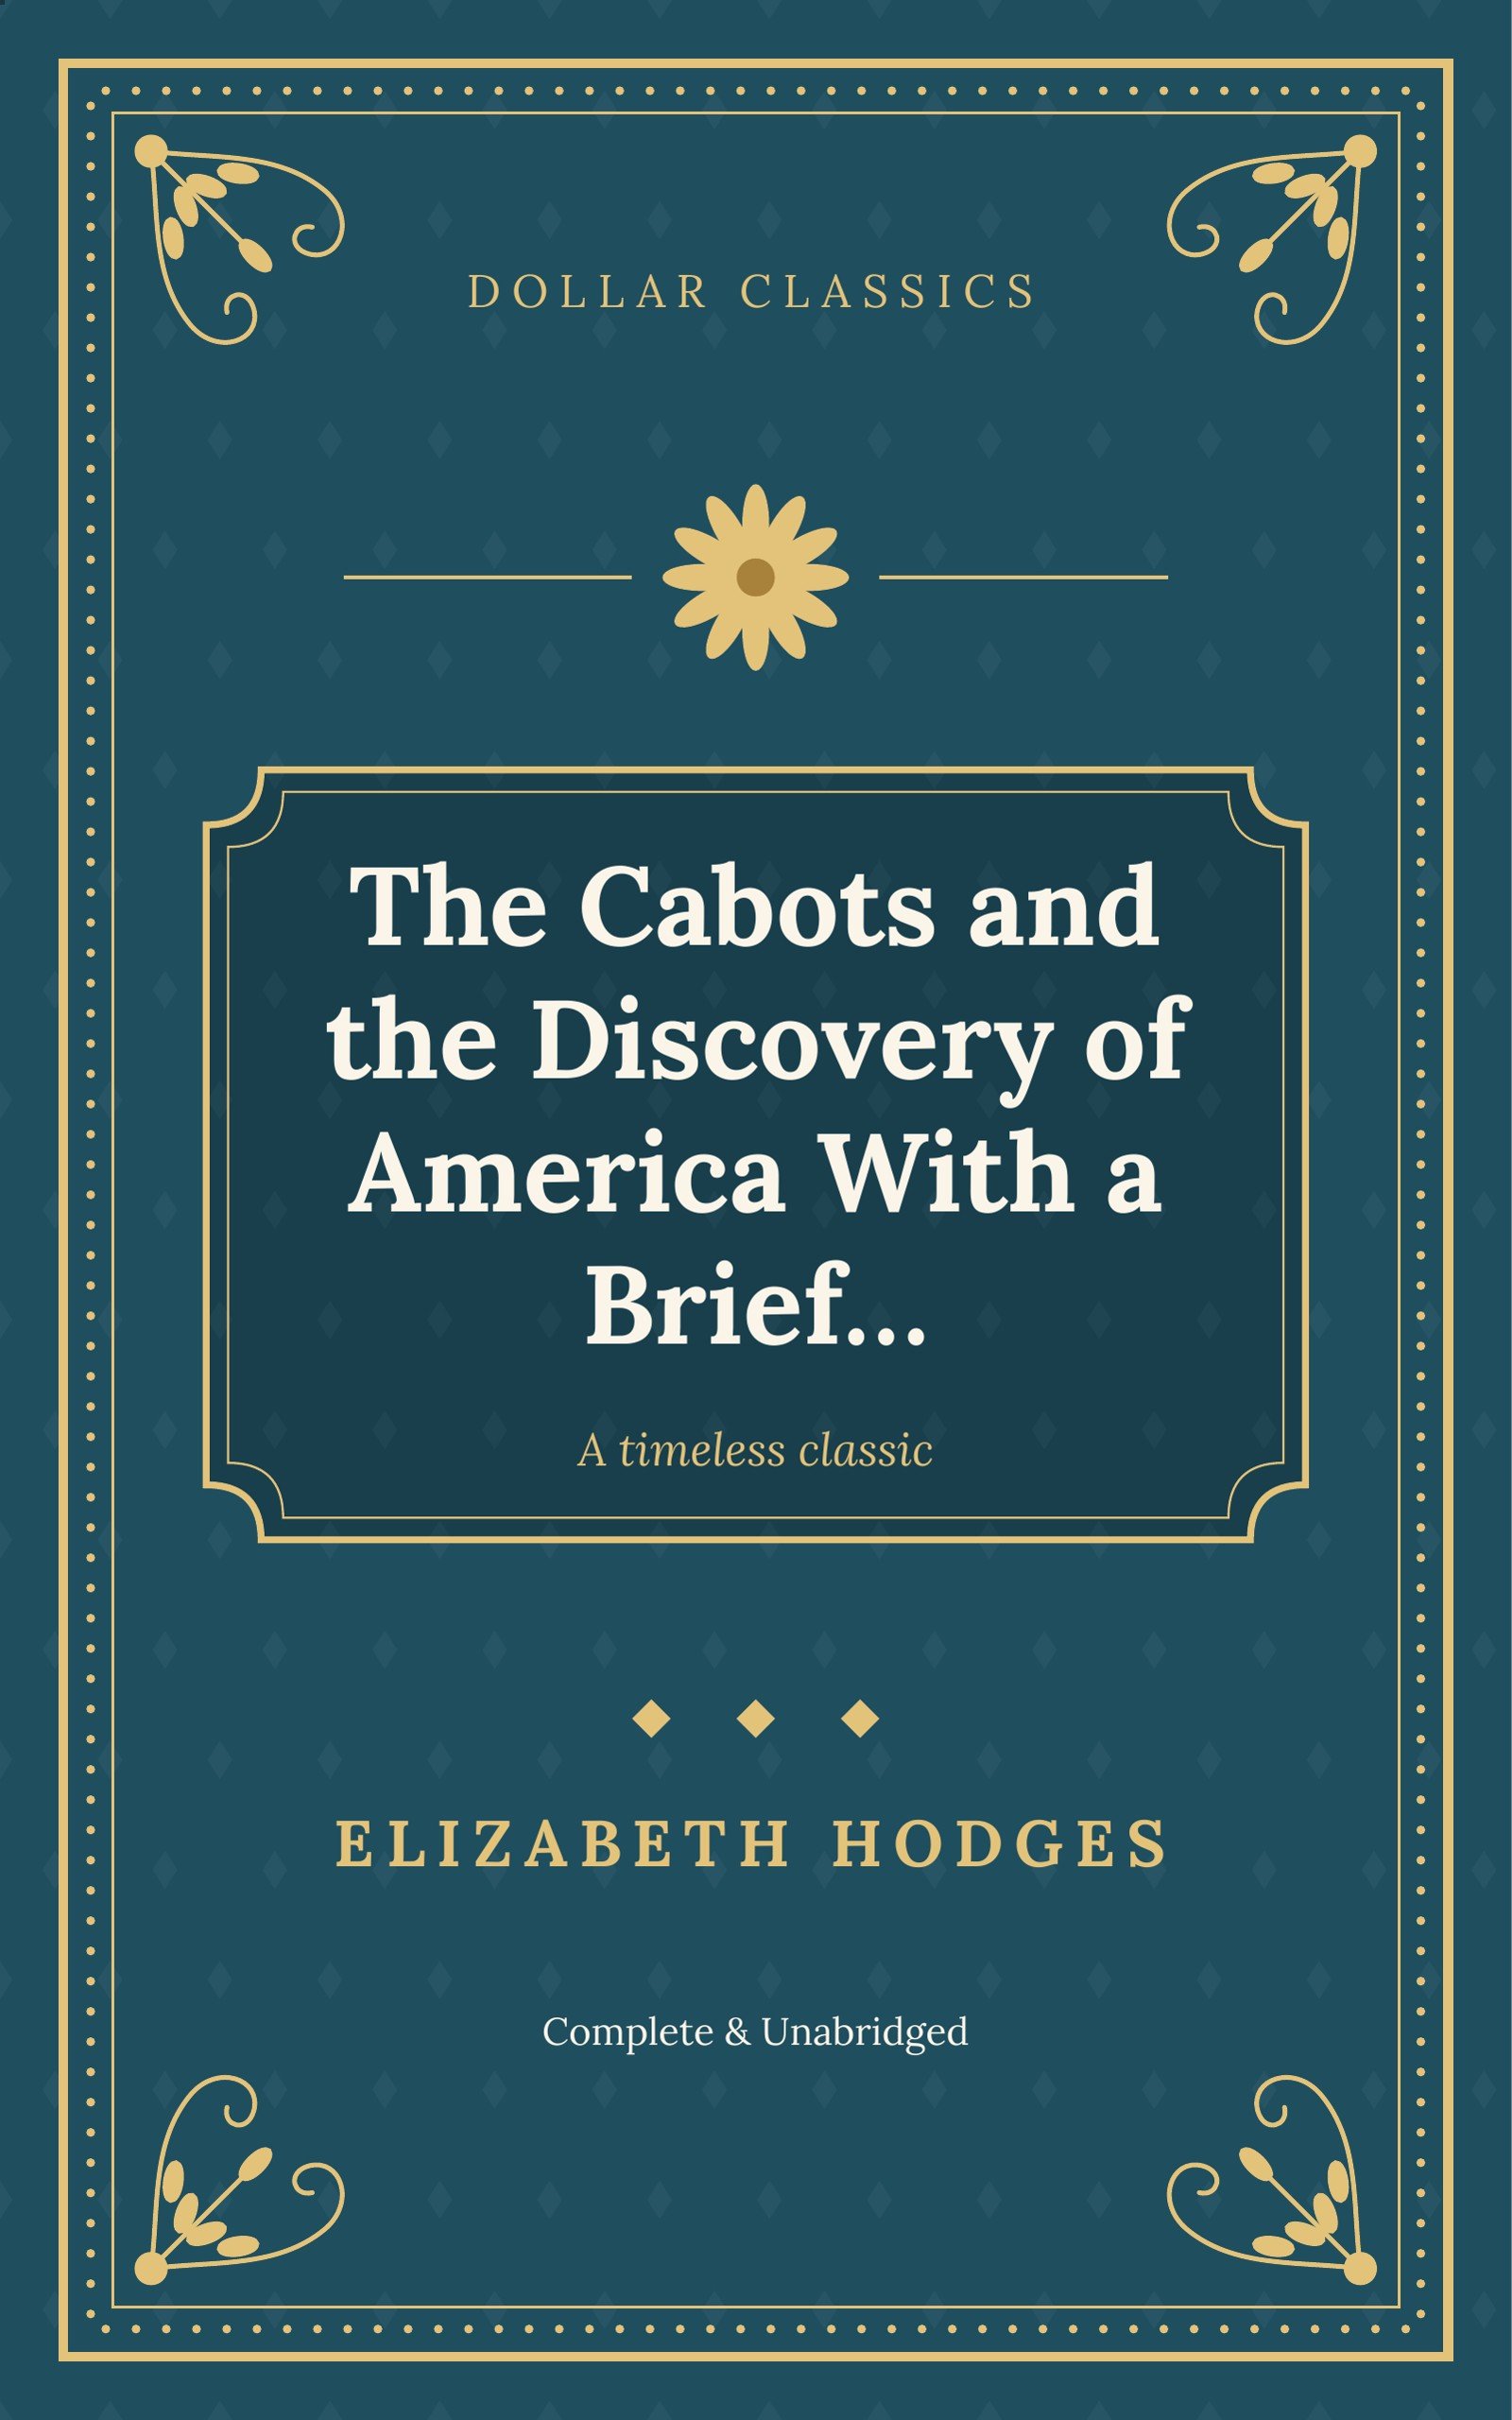 DOLLAR CLASSICS
The Cabots and
the Discovery of
America With a
Brief...
A timeless classic
ELIZABETH HODGES
Complete & Unabridged